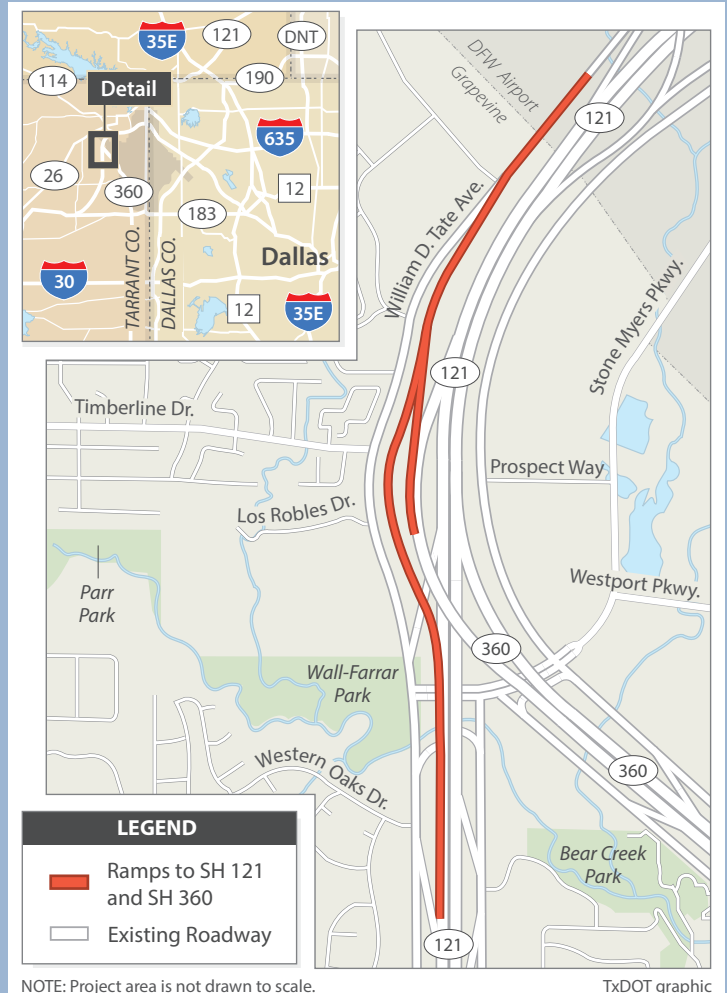 35E
121
DNT
114
190
Detail
635
26
360
12
183
Dallas
30
TARRANT CO.
DALLAS CO.
12
35E
DFW Airport
Grapevine
121
William D. Tate Ave.
Stone Myers Pkwy.
121
Timberline Dr.
Prospect Way
Los Robles Dr.
Westport Pkwy.
Parr
Park
360
Wall-Farrar
Park
Western Oaks Dr.
360
Bear Creek
Park
121
LEGEND
Ramps to SH 121
and SH 360
Existing Roadway
NOTE: Project area is not drawn to scale.
TxDOT graphic